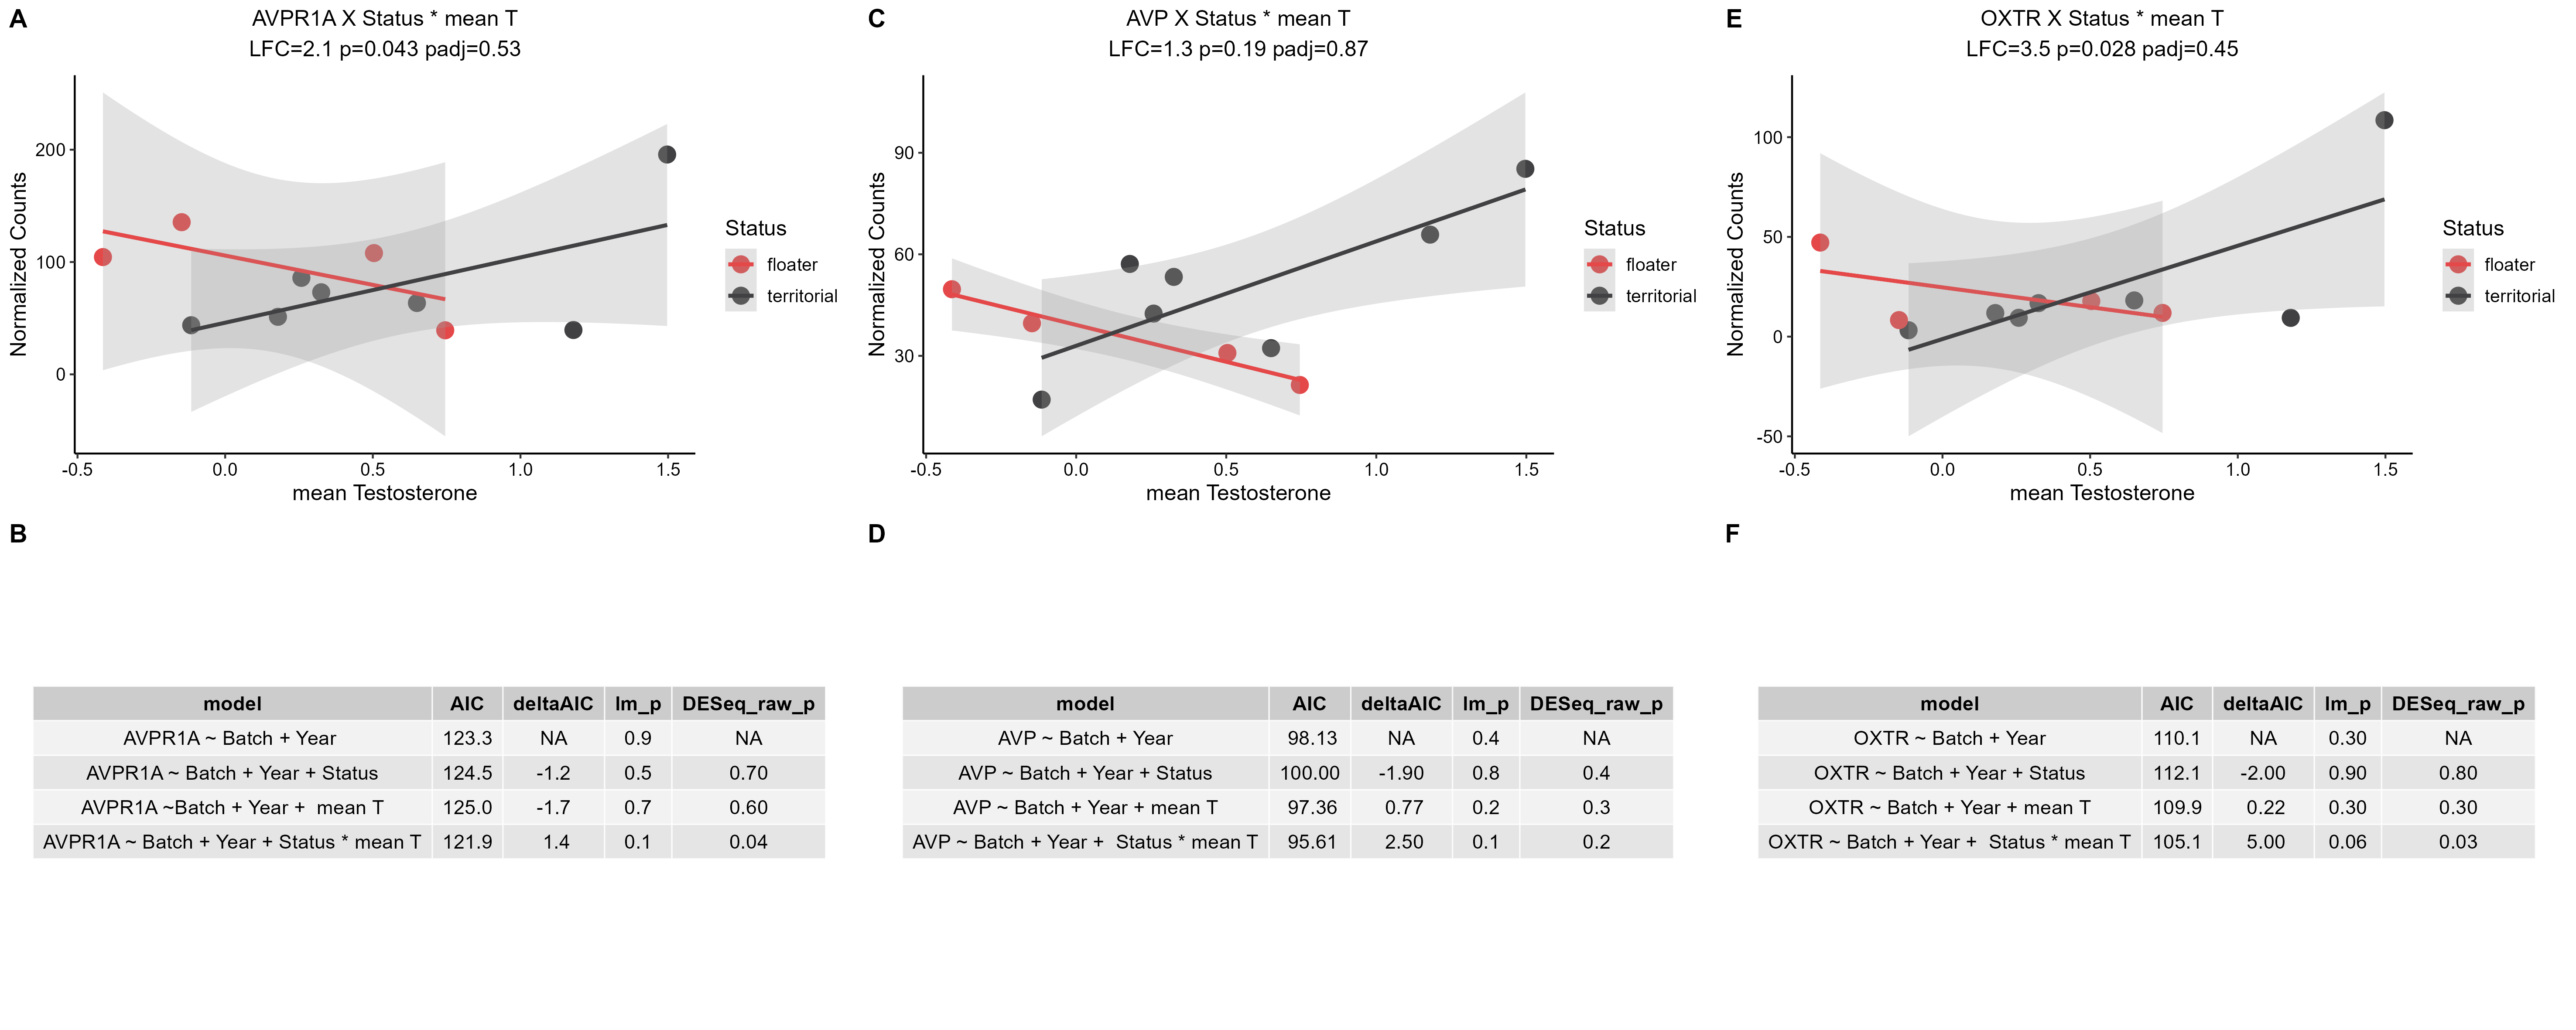 A
AVPR1A X Status * mean T
LFC=2.1 p=0.043 padj=0.53
Normalized Counts
200
100
0
-0.5 0.0 0.5 1.0 1.5
mean Testosterone
Status
floater
territorial
C
AVP X Status * mean T
LFC=1.3 p=0.19 padj=0.87
Normalized Counts
90
60
30
-0.5 0.0 0.5 1.0 1.5
mean Testosterone
Status
floater
territorial
E
OXTR X Status * mean T
LFC=3.5 p=0.028 padj=0.45
Normalized Counts
100
50
0
-50
-0.5 0.0 0.5 1.0 1.5
mean Testosterone
Status
floater
territorial
B
model AIC deltaAIC lm_p DESeq_raw_p
AVPR1A ~ Batch + Year 123.3 NA 0.9 NA
AVPR1A ~ Batch + Year + Status 124.5 -1.2 0.5 0.70
AVPR1A ~Batch + Year + mean T 125.0 -1.7 0.7 0.60
AVPR1A ~ Batch + Year + Status * mean T 121.9 1.4 0.1 0.04
D
model AIC deltaAIC lm_p DESeq_raw_p
AVP ~ Batch + Year 98.13 NA 0.4 NA
AVP ~ Batch + Year + Status 100.00 -1.90 0.8 0.4
AVP ~ Batch + Year + mean T 97.36 0.77 0.2 0.3
AVP ~ Batch + Year + Status * mean T 95.61 2.50 0.1 0.2
F
model AIC deltaAIC lm_p DESeq_raw_p
OXTR ~ Batch + Year 110.1 NA 0.30 NA
OXTR ~ Batch + Year + Status 112.1 -2.00 0.90 0.80
OXTR ~ Batch + Year + mean T 109.9 0.22 0.30 0.30
OXTR ~ Batch + Year + Status * mean T 105.1 5.00 0.06 0.03